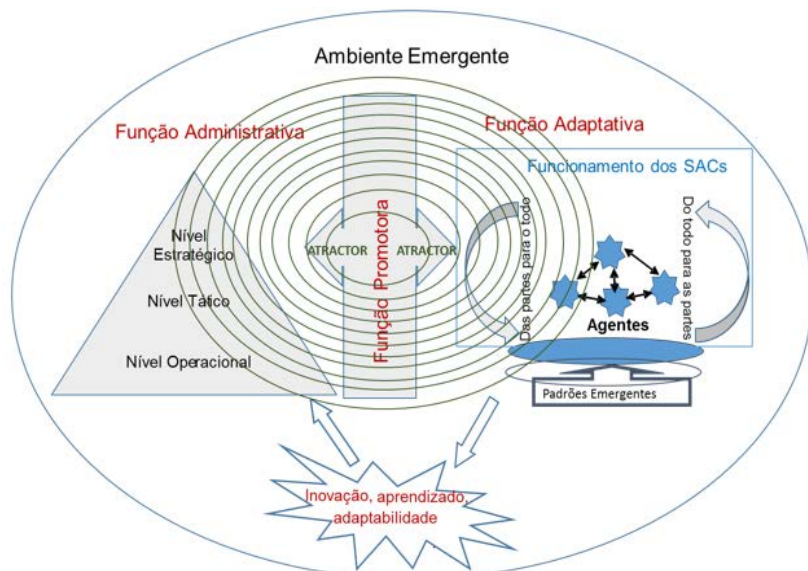 Ambiente Emergente
Função Administrativa
Função Adaptativa
Funcionamento dos SACs
Nível
Estratégico
Nível Tático
Nível Operacional
ATRACTOR
ATRACTOR
Função Promotora
Das partes para o todo
Do todo para as partes
Agentes
Padrões Emergentes
Inovação, aprendizado,
adaptabilidade